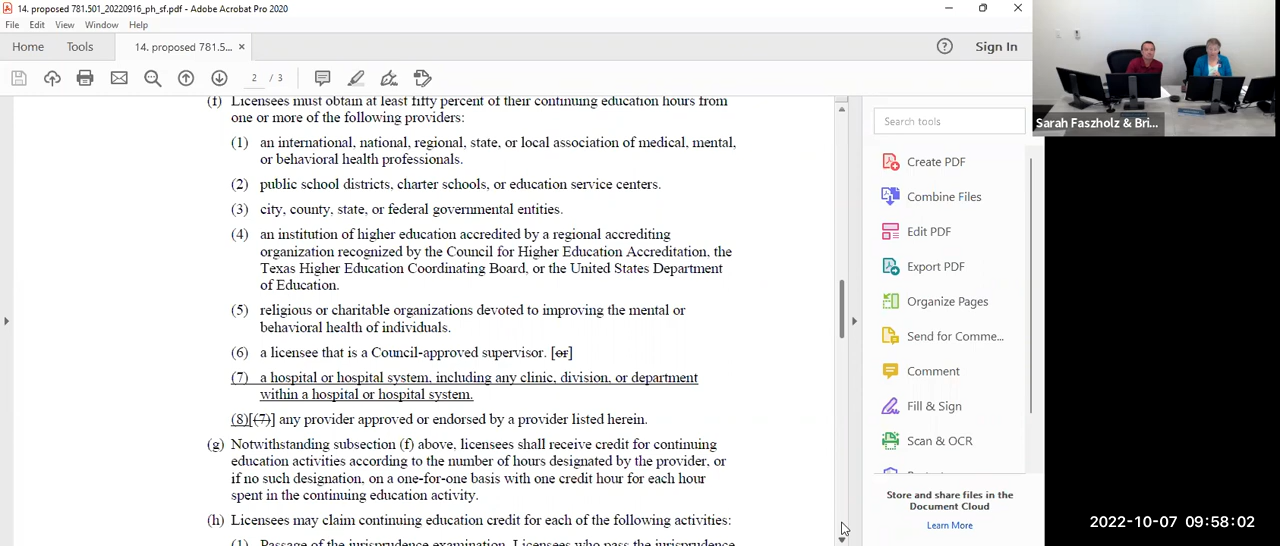 14. proposed 781.501_20220916_ph_sf.pdf - Adobe Acrobat Pro 2020
File Edit View Window Help
Home Tools 14. proposed 781.5... × Sign In
2 / 3
(f) Licensees must obtain at least fifty percent of their continuing education hours from
one or more of the following providers:
(1) an international, national, regional, state, or local association of medical, mental,
or behavioral health professionals.
(2) public school districts, charter schools, or education service centers.
(3) city, county, state, or federal governmental entities.
(4) an institution of higher education accredited by a regional accrediting
organization recognized by the Council for Higher Education Accreditation, the
Texas Higher Education Coordinating Board, or the United States Department
of Education.
(5) religious or charitable organizations devoted to improving the mental or
behavioral health of individuals.
(6) a licensee that is a Council-approved supervisor. [or]
(7) a hospital or hospital system, including any clinic, division, or department
within a hospital or hospital system.
(8)[(7)] any provider approved or endorsed by a provider listed herein.
(g) Notwithstanding subsection (f) above, licensees shall receive credit for continuing
education activities according to the number of hours designated by the provider, or
if no such designation, on a one-for-one basis with one credit hour for each hour
spent in the continuing education activity.
(h) Licensees may claim continuing education credit for each of the following activities:
(1) Passage of the jurisprudence examination. Licensees who pass the jurisprudence
Search tools
Create PDF
Combine Files
Edit PDF
Export PDF
Organize Pages
Send for Comme...
Comment
Fill & Sign
Scan & OCR
Store and share files in the
Document Cloud
Learn More
Sarah Faszholz & Bri...
2022-10-07 09:58:02